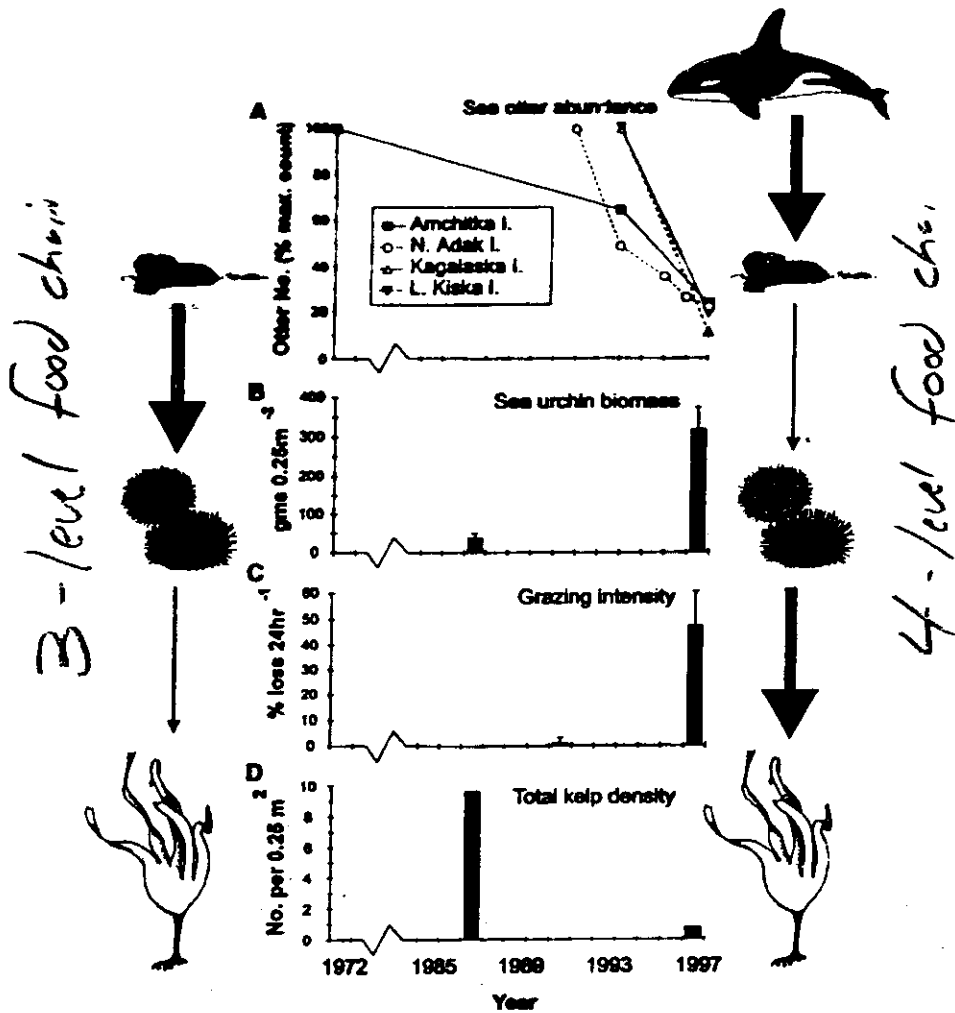 3-level food chain
A
Sea otter abundance
Otter No. (% max. count)
100
80
60
40
20
0
Amchitka I.
N. Adak I.
Kagalaska I.
L. Kiska I.
B
Sea urchin biomass
gms 0.25m⁻²
400
300
200
100
0
C
Grazing intensity
% loss 24hr⁻¹
60
50
40
30
20
10
0
D
Total kelp density
No. per 0.25 m²
10
8
6
4
2
0
1972 1985 1989 1993 1997
Year
4-level food